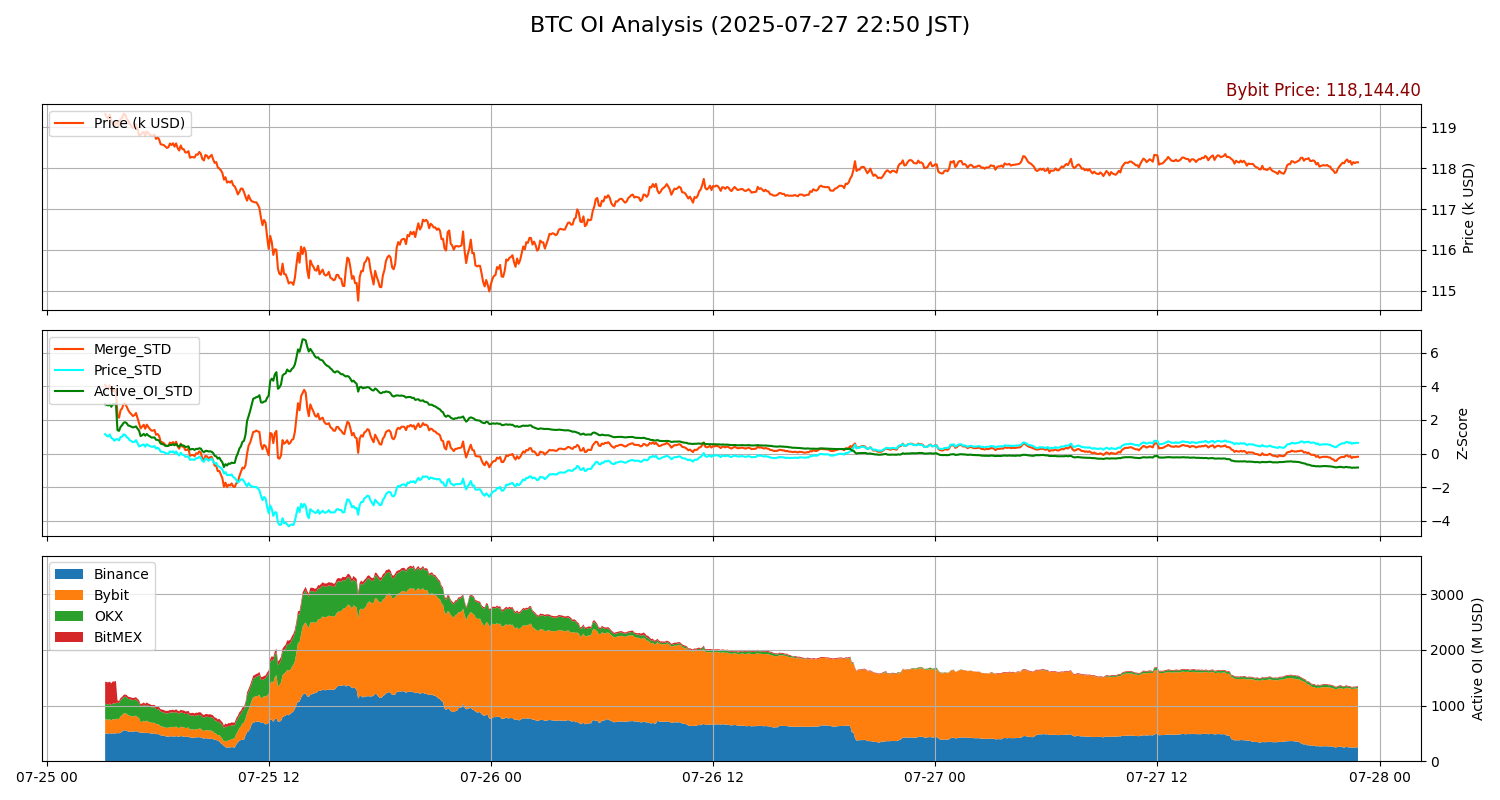 BTC OI Analysis (2025-07-27 22:50 JST)
Bybit Price: 118,144.40
Price (k USD)
119
118
117
116
115
Price (k USD)
Merge_STD
Price_STD
Active_OI_STD
6
4
2
0
−2
−4
Z-Score
Binance
Bybit
OKX
BitMEX
3000
2000
1000
0
Active OI (M USD)
07-25 00
07-25 12
07-26 00
07-26 12
07-27 00
07-27 12
07-28 00